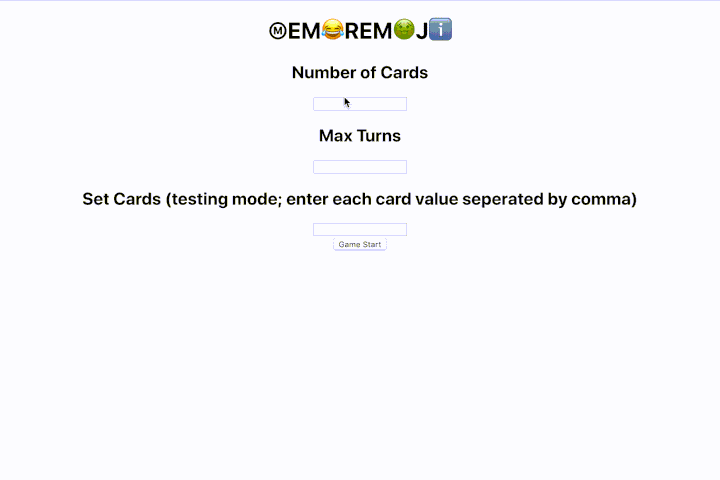 ⓂEM😂REM🤢Jℹ️
Number of Cards
Max Turns
Set Cards (testing mode; enter each card value seperated by comma)
Game Start